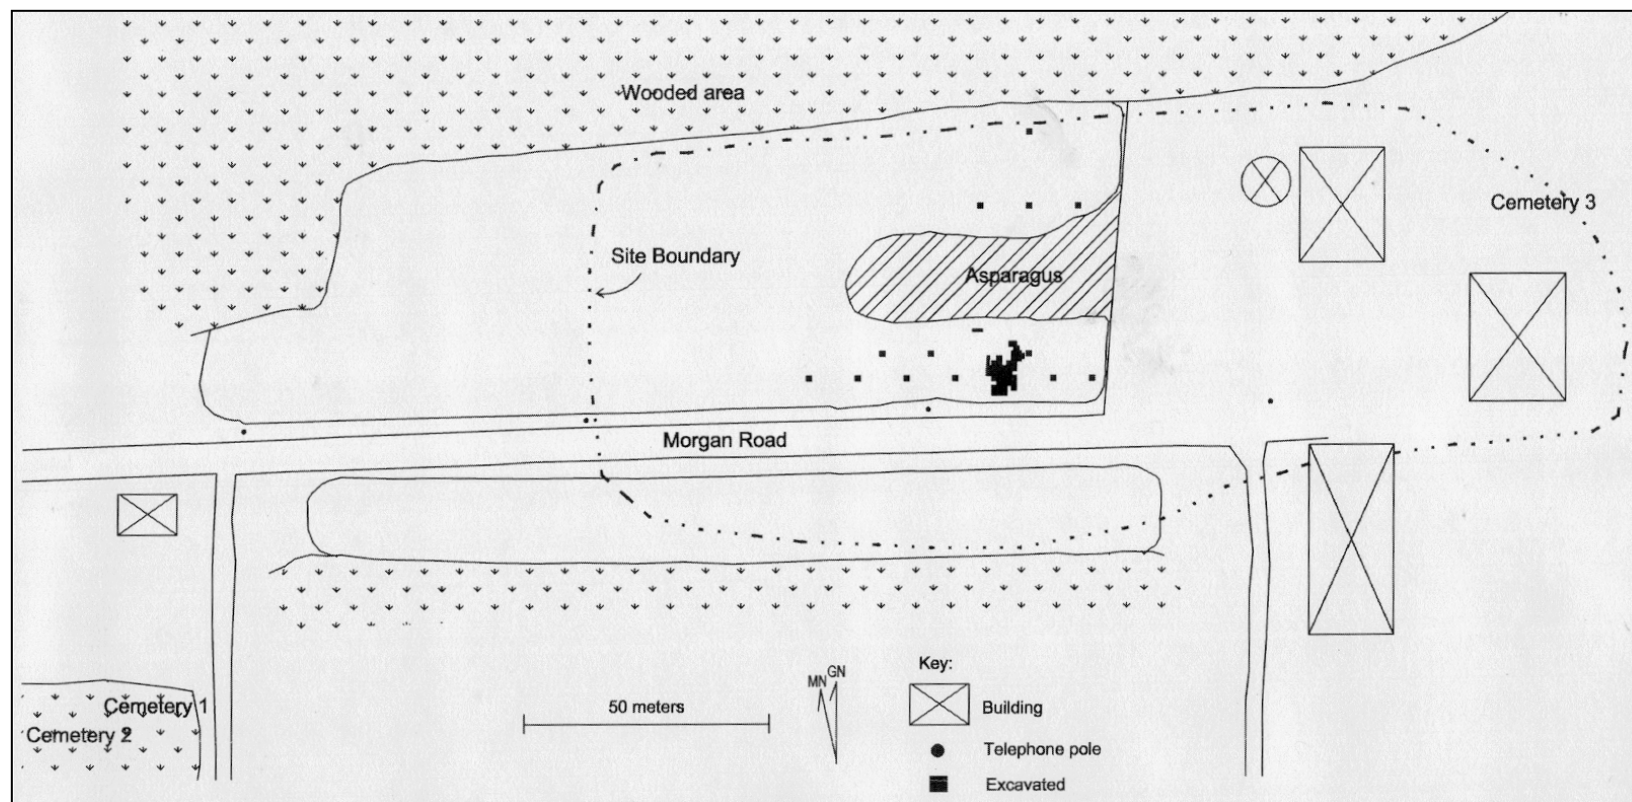 Wooded area
Cemetery 3
Site Boundary
Asparagus
Morgan Road
Key:
MN GN
Cemetery 1
50 meters
Building
Cemetery 2
Telephone pole
Excavated